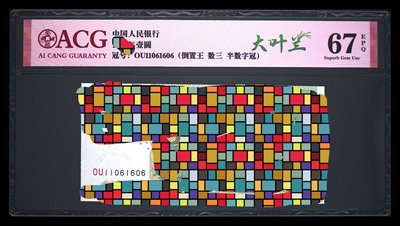 ACG
AI CANG GUARANTY
中国人民银行
壹圆
冠号: OU11061606 (倒置王 数三 半数字冠)
大叶兰
67 EPQ
Superb Gem Unc
OU11061606